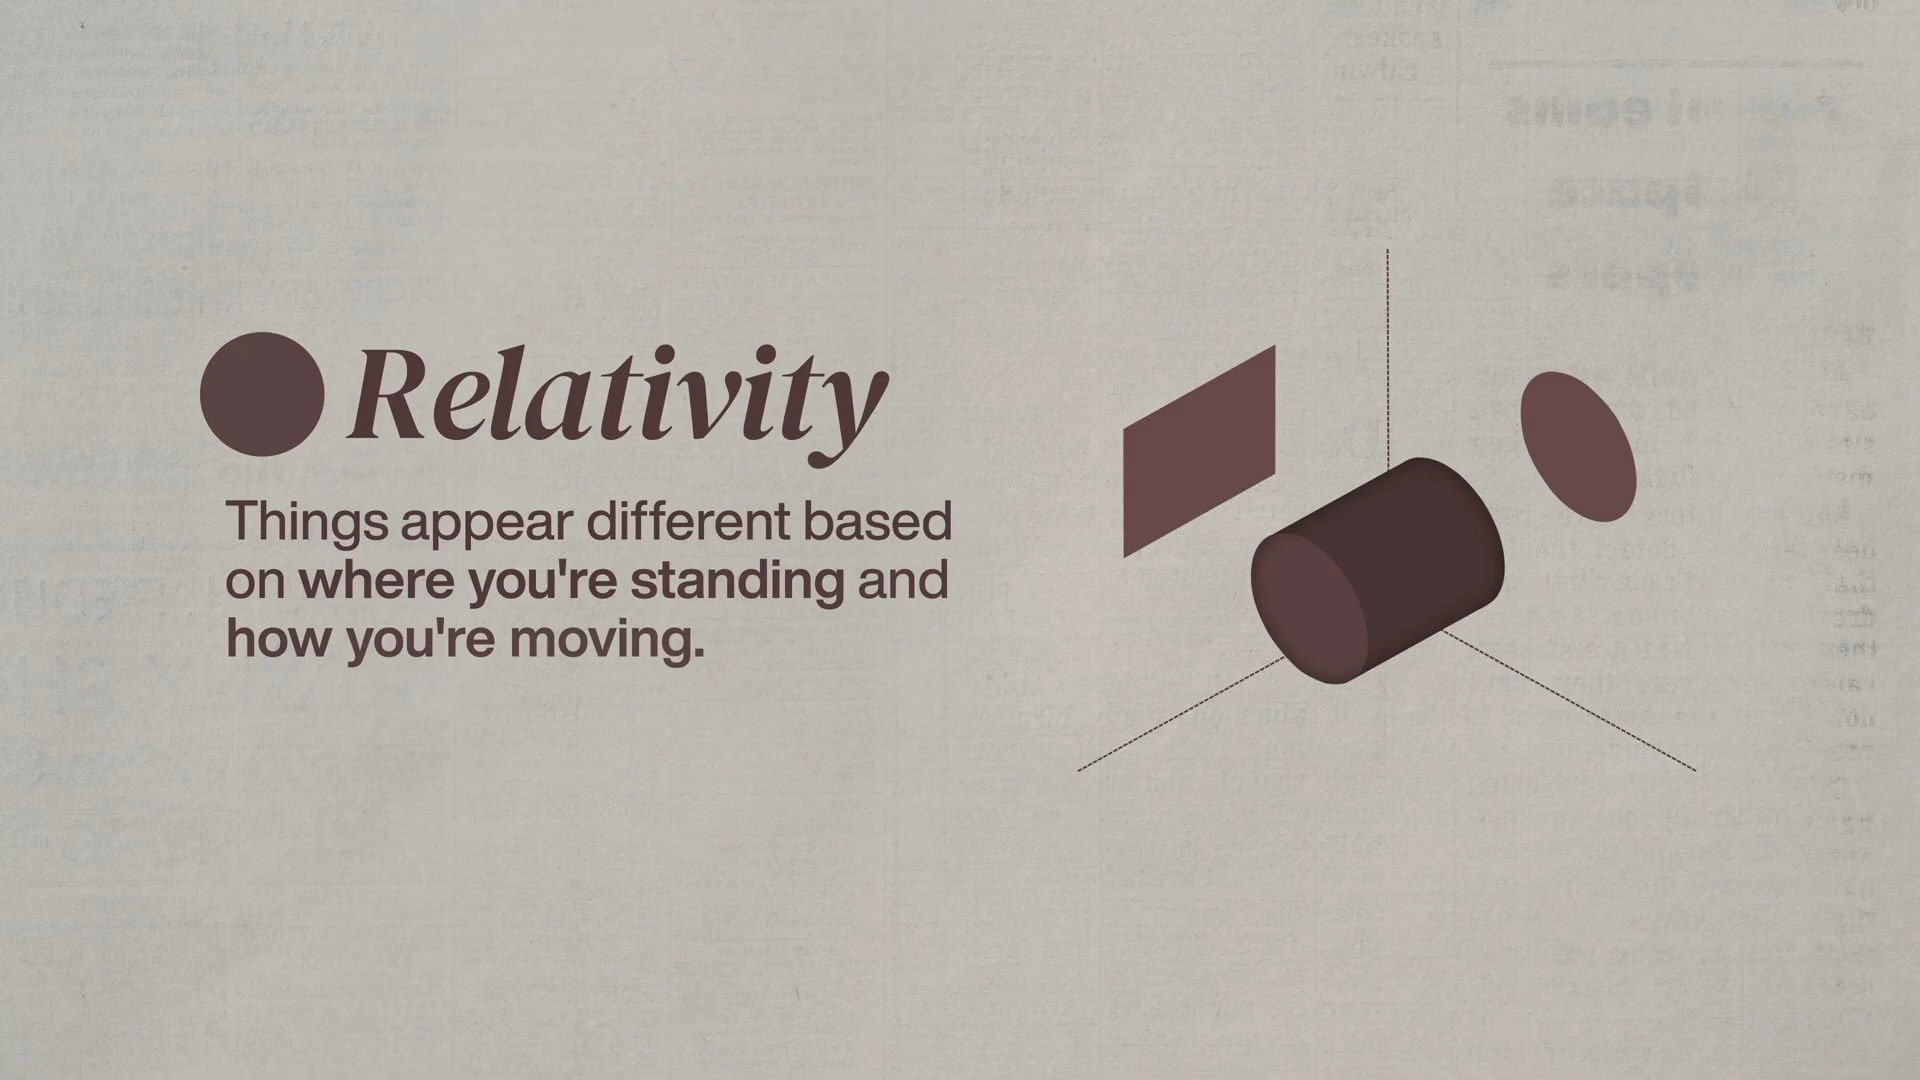 Relativity
Things appear different based
on where you're standing and
how you're moving.